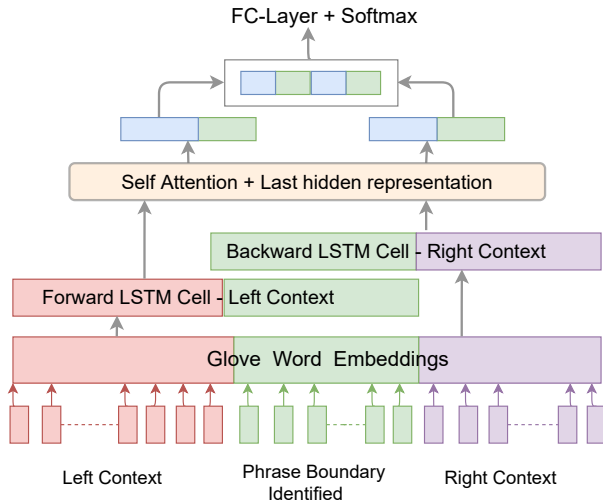 FC-Layer + Softmax
Self Attention + Last hidden representation
Backward LSTM Cell - Right Context
Forward LSTM Cell - Left Context
Glove Word Embeddings
Left Context
Phrase Boundary
Identified
Right Context